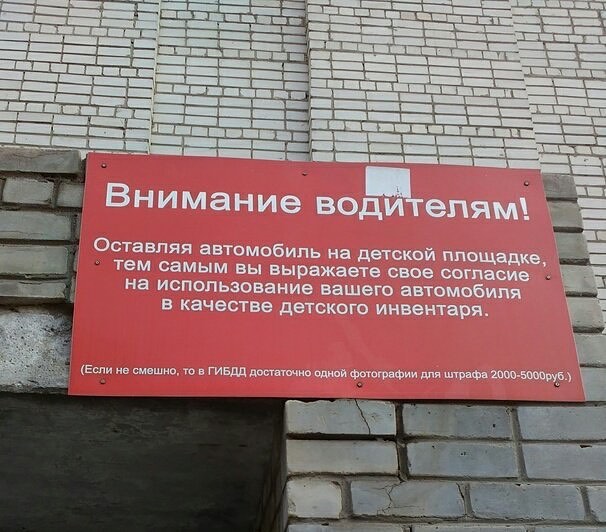 Внимание водителям!
Оставляя автомобиль на детской площадке,
тем самым вы выражаете свое согласие
на использование вашего автомобиля
в качестве детского инвентаря.
(Если не смешно, то в ГИБДД достаточно одной фотографии для штрафа 2000-5000руб.)